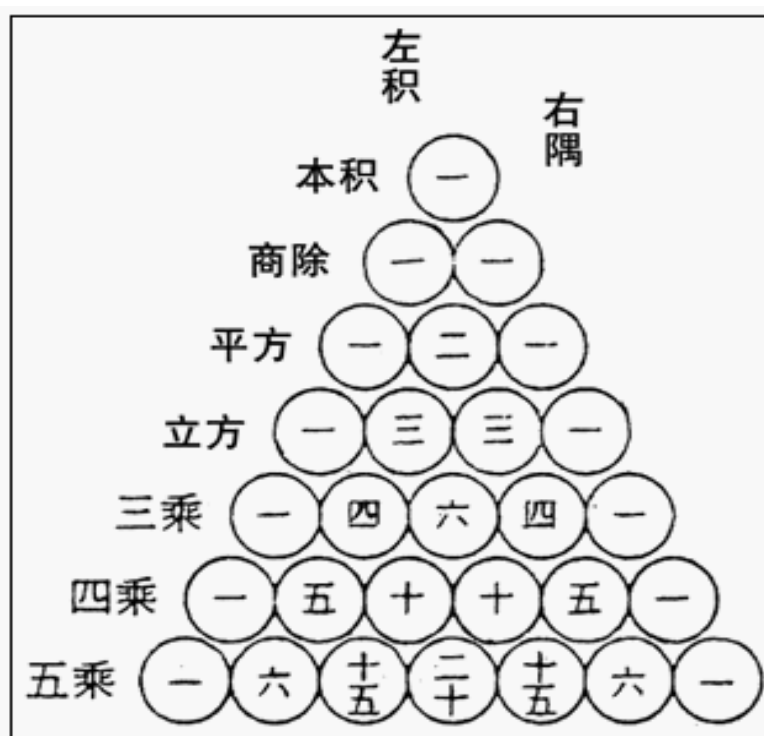 左积
右隅
本积 一
商除 一 一
平方 一 二 一
立方 一 三 三 一
三乘 一 四 六 四 一
四乘 一 五 十 十 五 一
五乘 一 六 十五 二十 十五 六 一